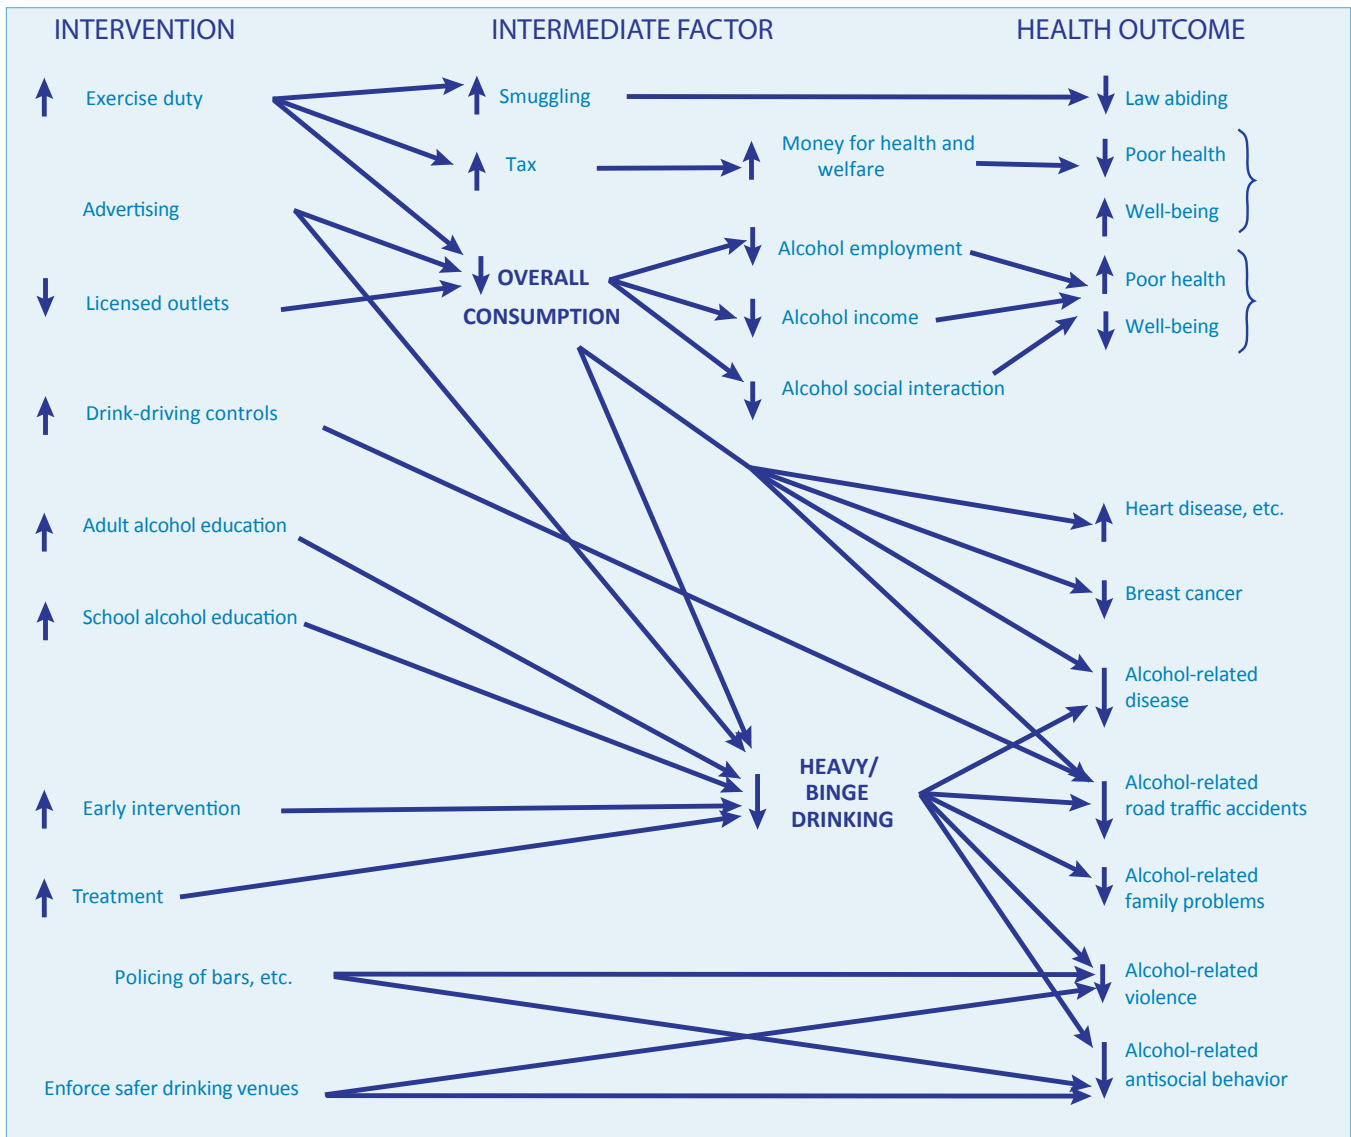 INTERVENTION
INTERMEDIATE FACTOR
HEALTH OUTCOME
Exercise duty
Smuggling
Law abiding
Tax
Money for health and
welfare
Poor health
Advertising
Well-being
Licensed outlets
OVERALL
CONSUMPTION
Alcohol employment
Poor health
Alcohol income
Well-being
Alcohol social interaction
Drink-driving controls
Adult alcohol education
Heart disease, etc.
School alcohol education
Breast cancer
Alcohol-related
disease
Early intervention
HEAVY/
BINGE
DRINKING
Alcohol-related
road traffic accidents
Treatment
Alcohol-related
family problems
Policing of bars, etc.
Alcohol-related
violence
Enforce safer drinking venues
Alcohol-related
antisocial behavior